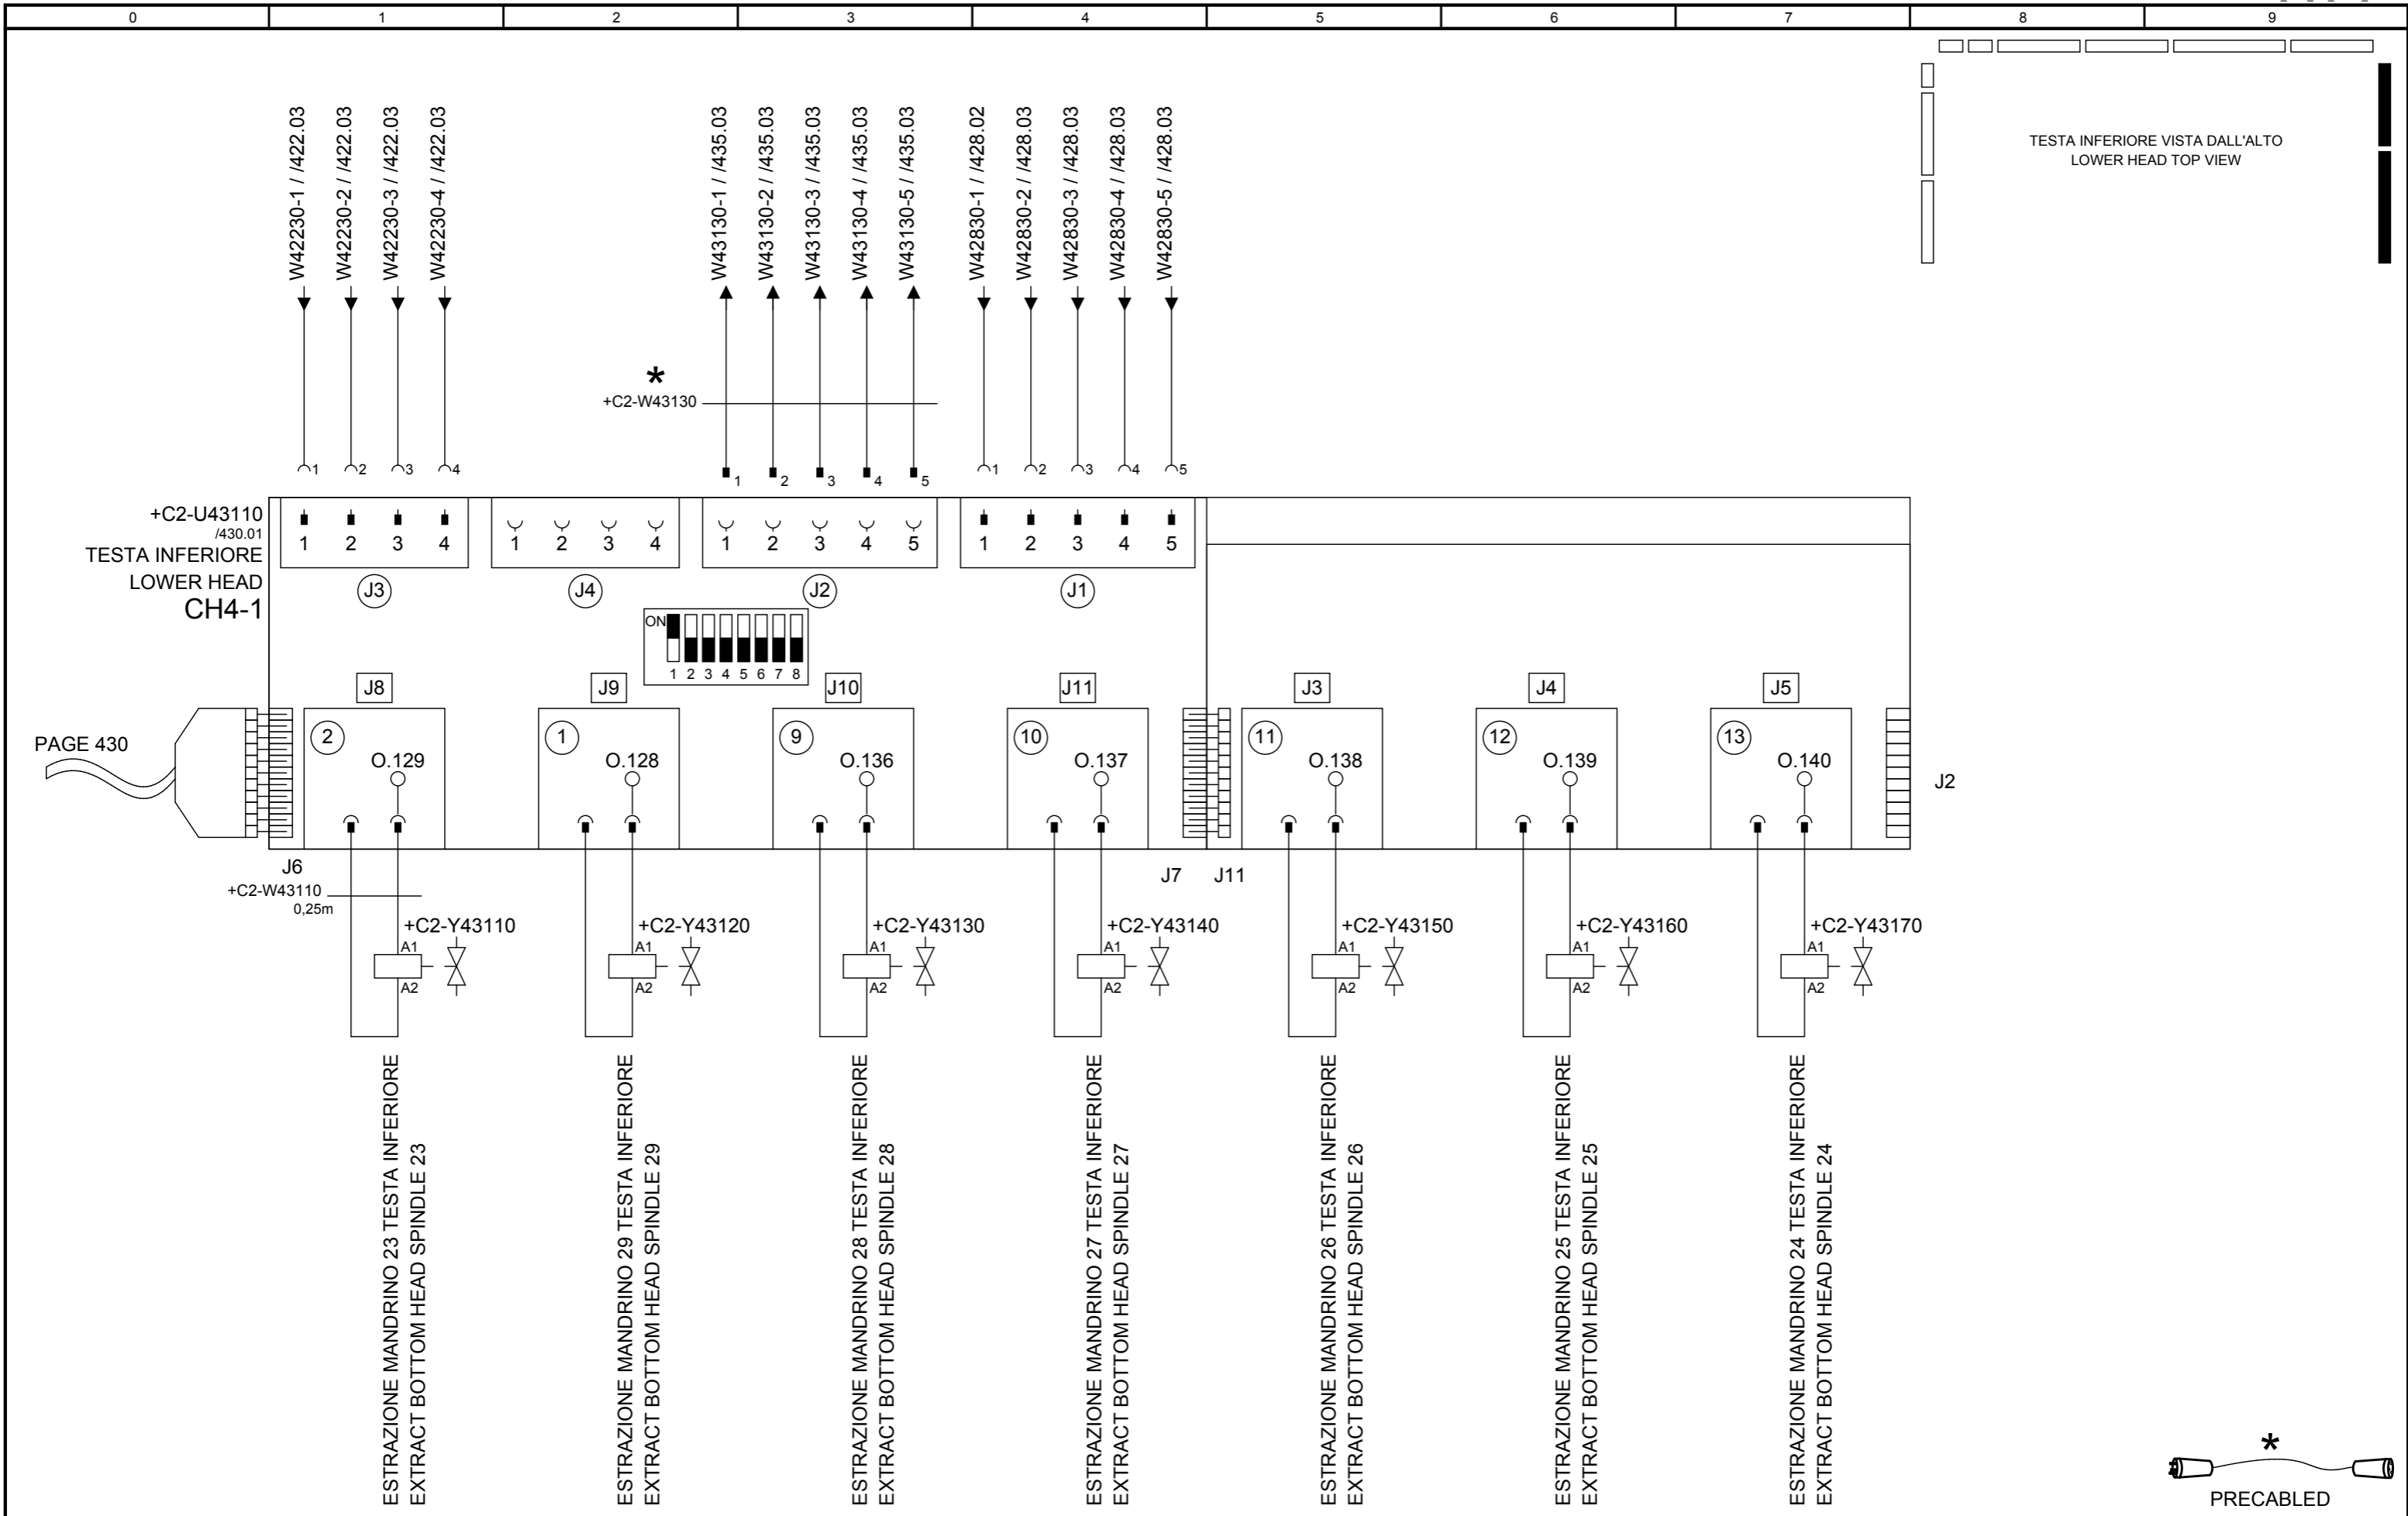 0 1 2 3 4 5 6 7 8 9
TESTA INFERIORE VISTA DALL'ALTO
LOWER HEAD TOP VIEW
W42230-1 / /422.03
W42230-2 / /422.03
W42230-3 / /422.03
W42230-4 / /422.03
W43130-1 / /435.03
W43130-2 / /435.03
W43130-3 / /435.03
W43130-4 / /435.03
W43130-5 / /435.03
W42830-1 / /428.02
W42830-2 / /428.03
W42830-3 / /428.03
W42830-4 / /428.03
W42830-5 / /428.03
*
+C2-W43130
1 2 3 4 1 2 3 4 5 1 2 3 4 5
+C2-U43110
/430.01
TESTA INFERIORE
LOWER HEAD
CH4-1
1 2 3 4 1 2 3 4 1 2 3 4 5 1 2 3 4 5
J3 J4 J2 J1
ON
1 2 3 4 5 6 7 8
J8 J9 J10 J11 J3 J4 J5
PAGE 430
2 1 9 10 11 12 13
O.129 O.128 O.136 O.137 O.138 O.139 O.140
J2
J6 J7 J11
+C2-W43110
0,25m
+C2-Y43110 +C2-Y43120 +C2-Y43130 +C2-Y43140 +C2-Y43150 +C2-Y43160 +C2-Y43170
A1 A1 A1 A1 A1 A1 A1
A2 A2 A2 A2 A2 A2 A2
ESTRAZIONE MANDRINO 23 TESTA INFERIORE
EXTRACT BOTTOM HEAD SPINDLE 23
ESTRAZIONE MANDRINO 29 TESTA INFERIORE
EXTRACT BOTTOM HEAD SPINDLE 29
ESTRAZIONE MANDRINO 28 TESTA INFERIORE
EXTRACT BOTTOM HEAD SPINDLE 28
ESTRAZIONE MANDRINO 27 TESTA INFERIORE
EXTRACT BOTTOM HEAD SPINDLE 27
ESTRAZIONE MANDRINO 26 TESTA INFERIORE
EXTRACT BOTTOM HEAD SPINDLE 26
ESTRAZIONE MANDRINO 25 TESTA INFERIORE
EXTRACT BOTTOM HEAD SPINDLE 25
ESTRAZIONE MANDRINO 24 TESTA INFERIORE
EXTRACT BOTTOM HEAD SPINDLE 24
*
PRECABLED